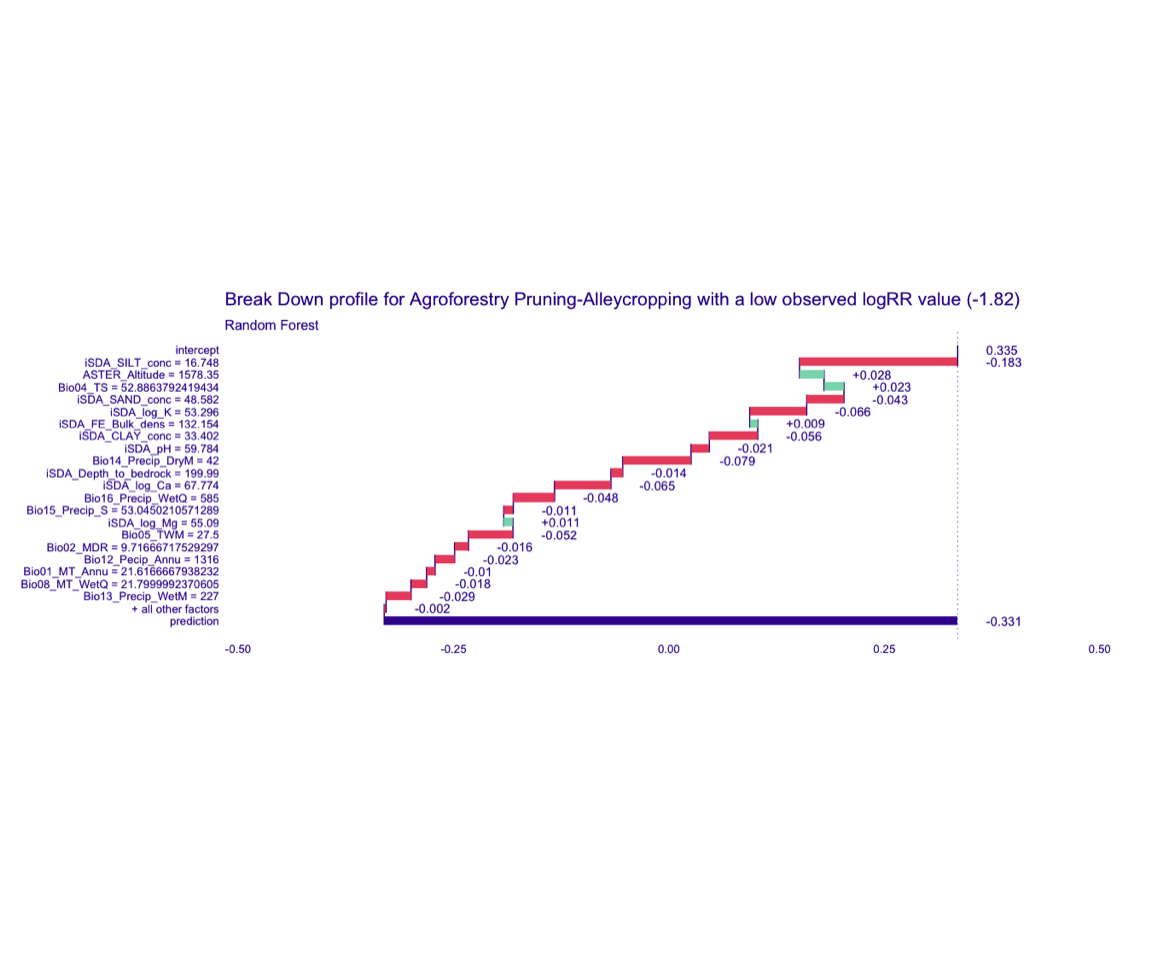 Break Down profile for Agroforestry Pruning-Alleycropping with a low observed logRR value (-1.82)
Random Forest
intercept 0.335
iSDA_SILT_conc = 16.748 -0.183
ASTER_Altitude = 1578.35 +0.028
Bio04_TS = 52.8863792419434 +0.023
iSDA_SAND_conc = 48.582 -0.043
iSDA_log_K = 53.296 -0.066
iSDA_FE_Bulk_dens = 132.154 +0.009
iSDA_CLAY_conc = 33.402 -0.056
iSDA_pH = 59.784 -0.021
Bio14_Precip_DryM = 42 -0.079
iSDA_Depth_to_bedrock = 199.99 -0.014
iSDA_log_Ca = 67.774 -0.065
Bio16_Precip_WetQ = 585 -0.048
Bio15_Precip_S = 53.0450210571289 -0.011
iSDA_log_Mg = 55.09 +0.011
Bio05_TWM = 27.5 -0.052
Bio02_MDR = 9.71666717529297 -0.016
Bio12_Pecip_Annu = 1316 -0.023
Bio01_MT_Annu = 21.6166667938232 -0.01
Bio08_MT_WetQ = 21.7999992370605 -0.018
Bio13_Precip_WetM = 227 -0.029
+ all other factors -0.002
prediction -0.331
-0.50 -0.25 0.00 0.25 0.50